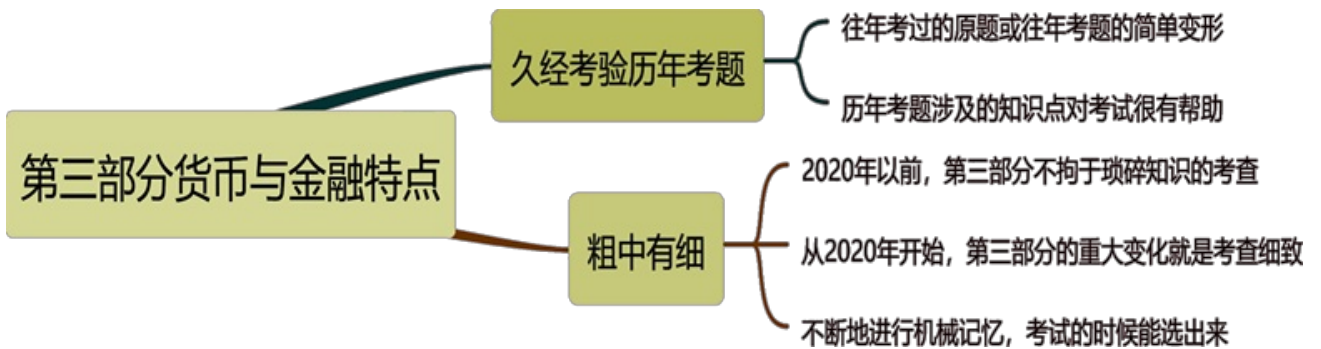 第三部分货币与金融特点
久经考验历年考题
往年考过的原题或往年考题的简单变形
历年考题涉及的知识点对考试很有帮助
粗中有细
2020年以前，第三部分不拘于琐碎知识的考查
从2020年开始，第三部分的重大变化就是考查细致
不断地进行机械记忆，考试的时候能选出来